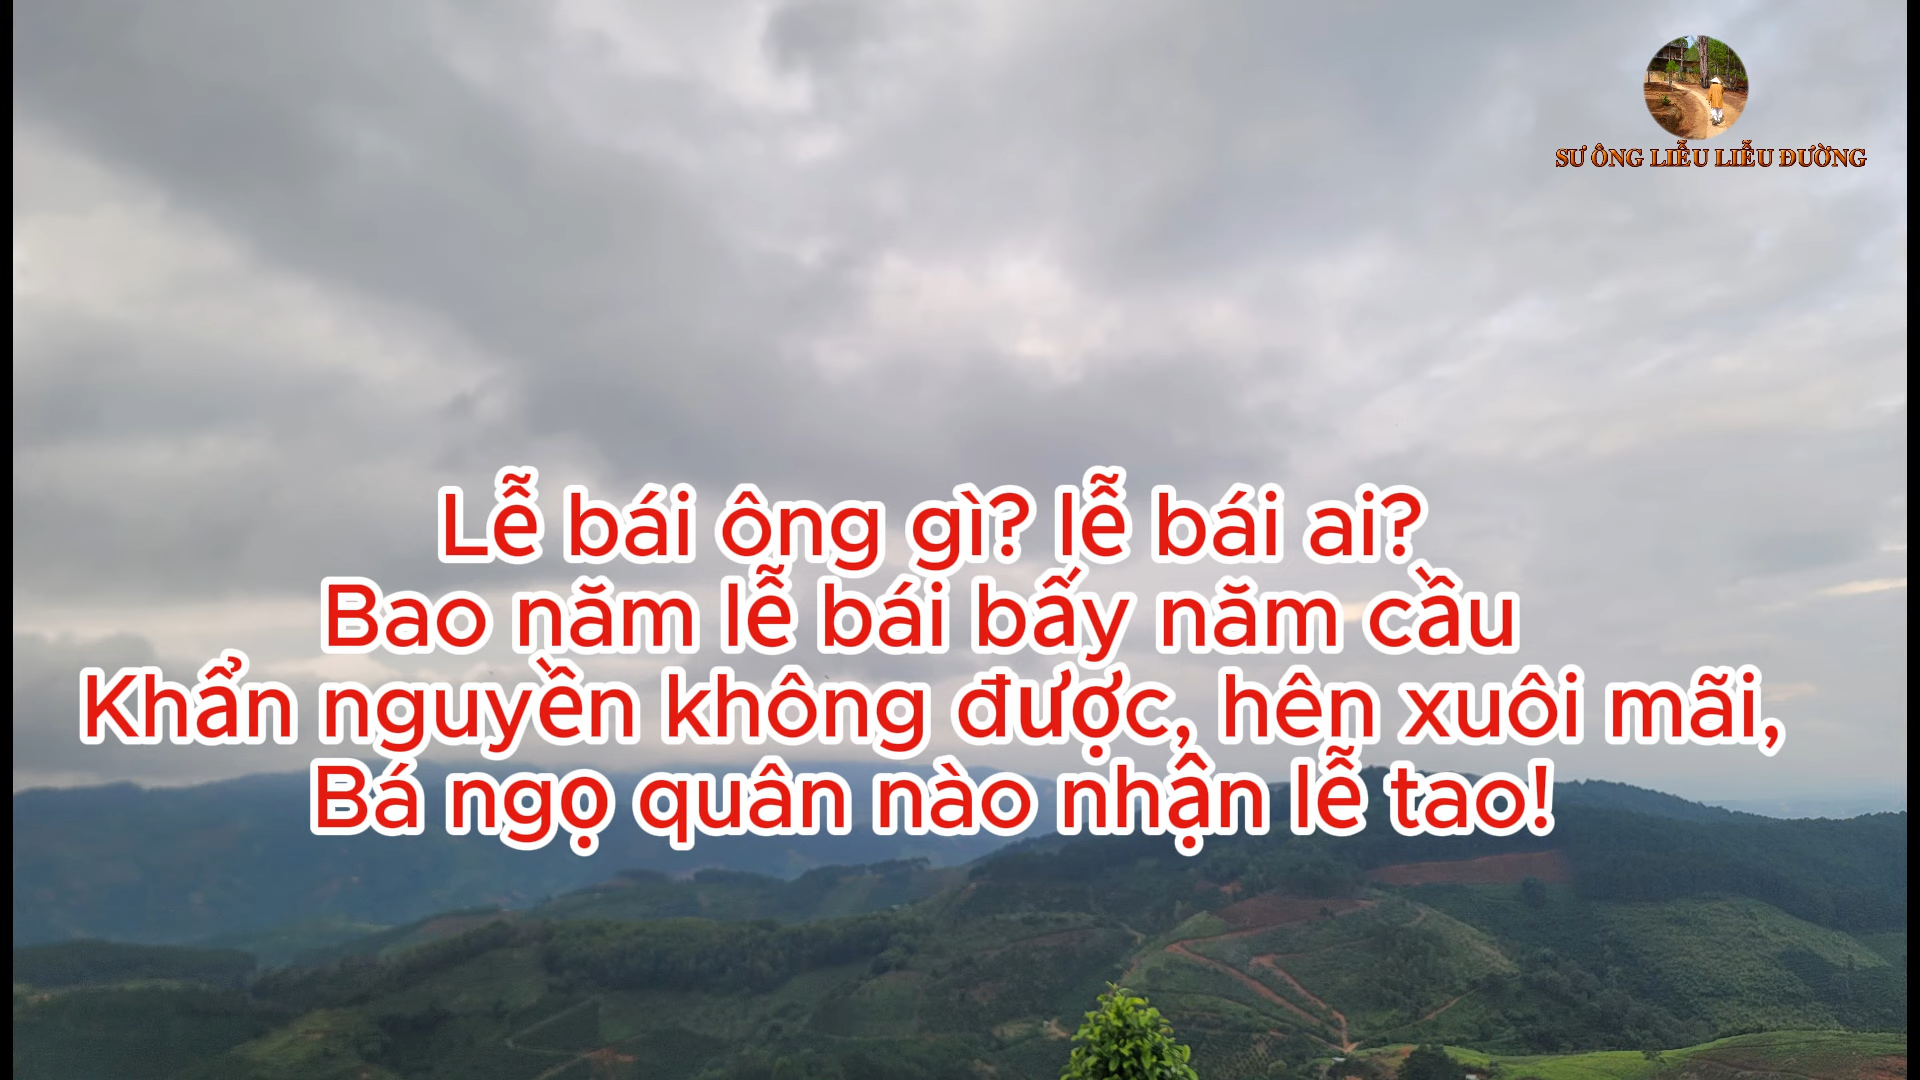 SƯ ÔNG LIỄU LIỄU ĐƯỜNG
Lễ bái ông gì? lễ bái ai?
Bao năm lễ bái bấy năm cầu
Khẩn nguyền không được, hên xuôi mãi,
Bá ngọ quân nào nhận lễ tao!